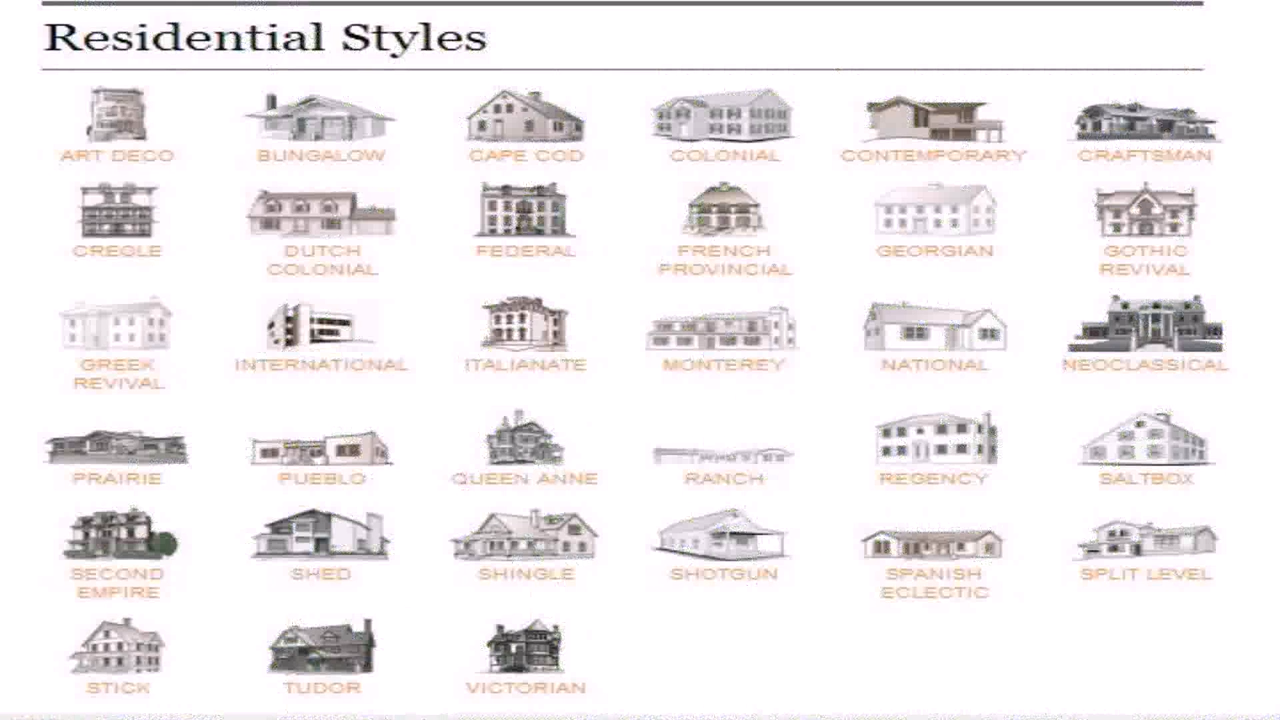 Residential Styles
ART DECO
BUNGALOW
CAPE COD
COLONIAL
CONTEMPORARY
CRAFTSMAN
CREOLE
DUTCH
COLONIAL
FEDERAL
FRENCH
PROVINCIAL
GEORGIAN
GOTHIC
REVIVAL
GREEK
REVIVAL
INTERNATIONAL
ITALIANATE
MONTEREY
NATIONAL
NEOCLASSICAL
PRAIRIE
PUEBLO
QUEEN ANNE
RANCH
REGENCY
SALTBOX
SECOND
EMPIRE
SHED
SHINGLE
SHOTGUN
SPANISH
ECLECTIC
SPLIT LEVEL
STICK
TUDOR
VICTORIAN